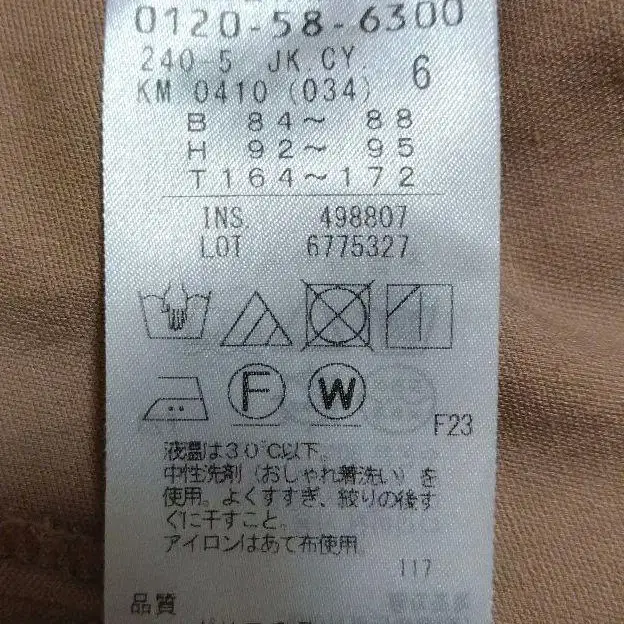 0120-58-6300
240-5 JK.CY.
6
KM 0410 (034)
B 84～ 88
H 92～ 95
T 164～172
INS 498807
LOT 6775327
F W
F23
液温は30℃以下。
中性洗剤(おしゃれ着洗い)を
使用。よくすすぎ、絞りの後す
ぐに干すこと。
アイロンはあて布使用。
117
品質